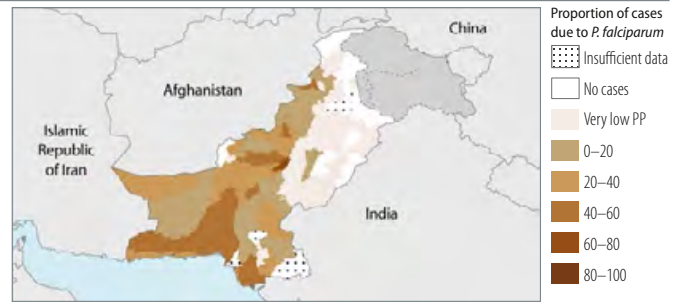 Proportion of cases
due to P. falciparum
Insufficient data
No cases
Very low PP
0–20
20–40
40–60
60–80
80–100
China
Afghanistan
Islamic
Republic
of Iran
India